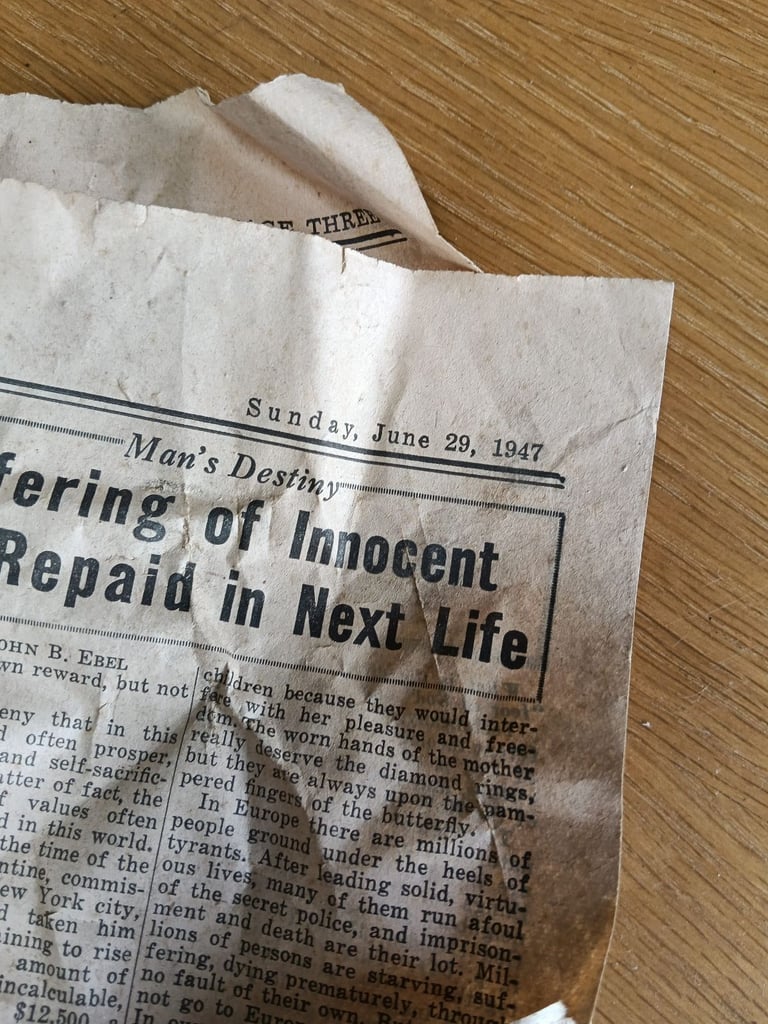 THREE
Sunday, June 29, 1947
Man's Destiny
fering of Innocent
Repaid in Next Life
OHN B. EBEL
wn reward, but not
eny that in this
d often prosper,
and self-sacrific-
atter of fact, the
f values often
d in this world.
the time of the
ntine, commis-
ew York city,
d taken him
ining to rise
amount of
incalculable,
$12,500 a
children because they would inter-
fere with her pleasure and free-
dom. The worn hands of the mother
really deserve the diamond rings,
but they are always upon the pam-
pered fingers of the butterfly.
In Europe there are millions of
people ground under the heels of
tyrants. After leading solid, virtu-
ous lives, many of them run afoul
of the secret police, and imprison-
ment and death are their lot. Mil-
lions of persons are starving, suf-
fering, dying prematurely, through
no fault of their own.
not go to Euro
In ou